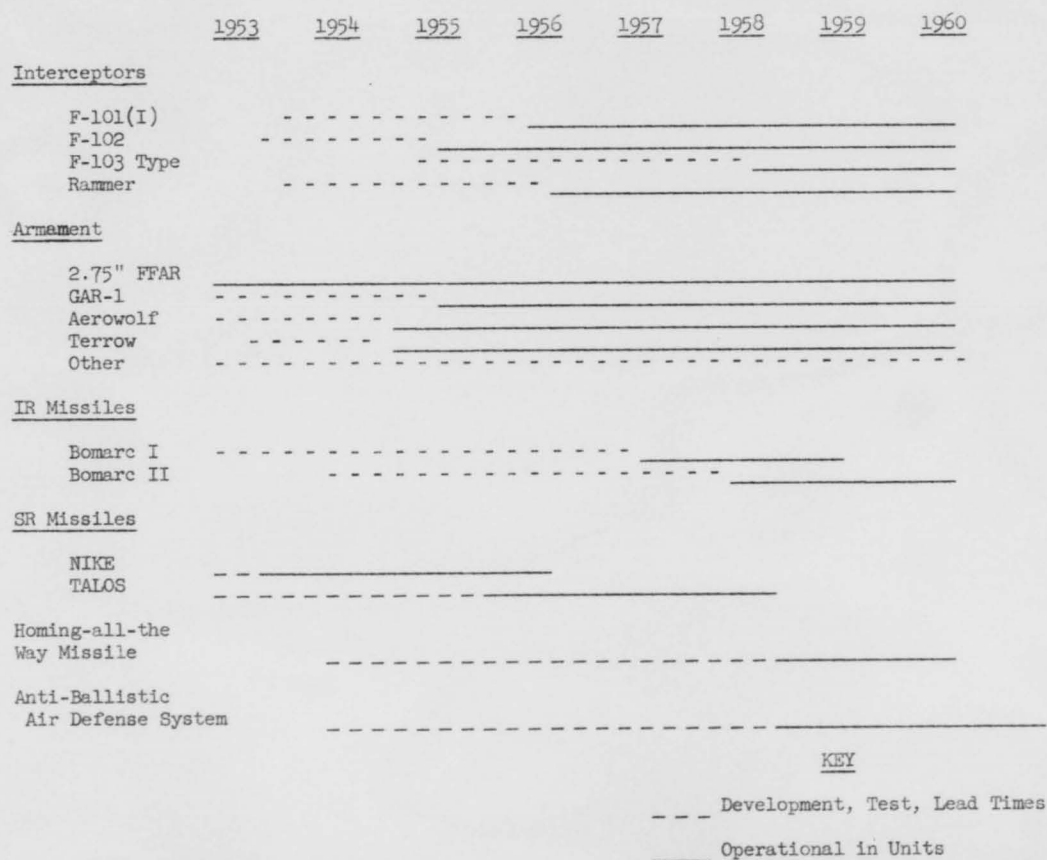 1953 1954 1955 1956 1957 1958 1959 1960
Interceptors
F-101(I)
F-102
F-103 Type
Rammer
Armament
2.75" FFAR
GAR-1
Aerowolf
Terrow
Other
IR Missiles
Bomarc I
Bomarc II
SR Missiles
NIKE
TALOS
Homing-all-the
Way Missile
Anti-Ballistic
Air Defense System
KEY
Development, Test, Lead Times
Operational in Units